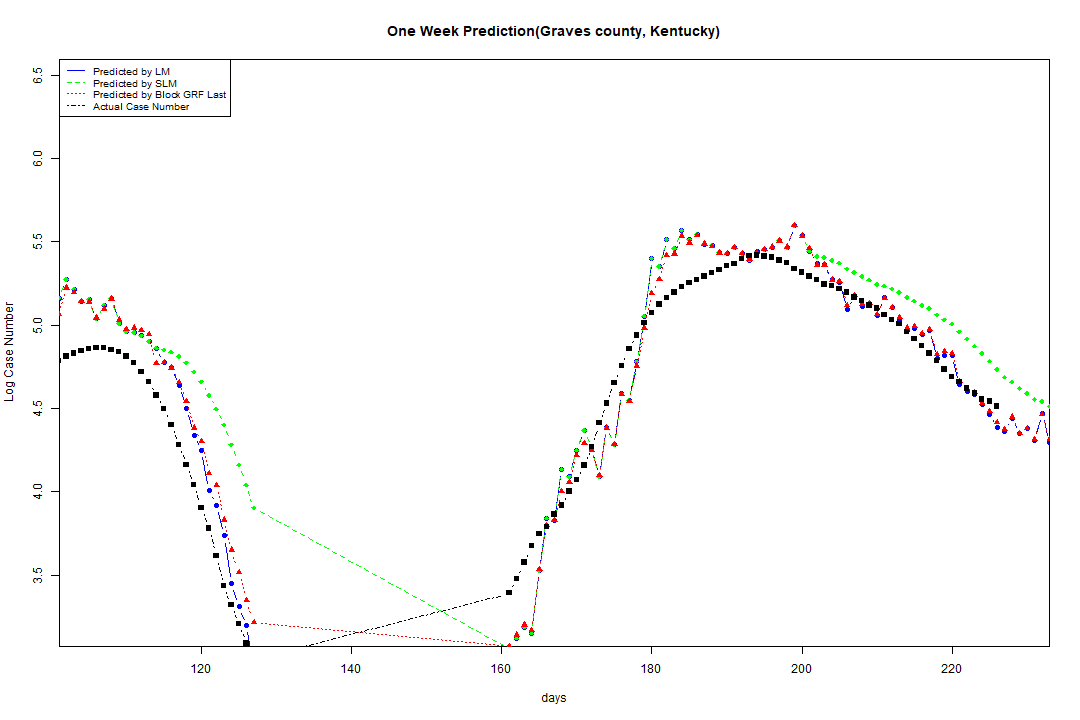 One Week Prediction(Graves county, Kentucky)
Predicted by LM
Predicted by SLM
Predicted by Block GRF Last
Actual Case Number
6.5
6.0
5.5
5.0
4.5
4.0
3.5
Log Case Number
120 140 160 180 200 220
days